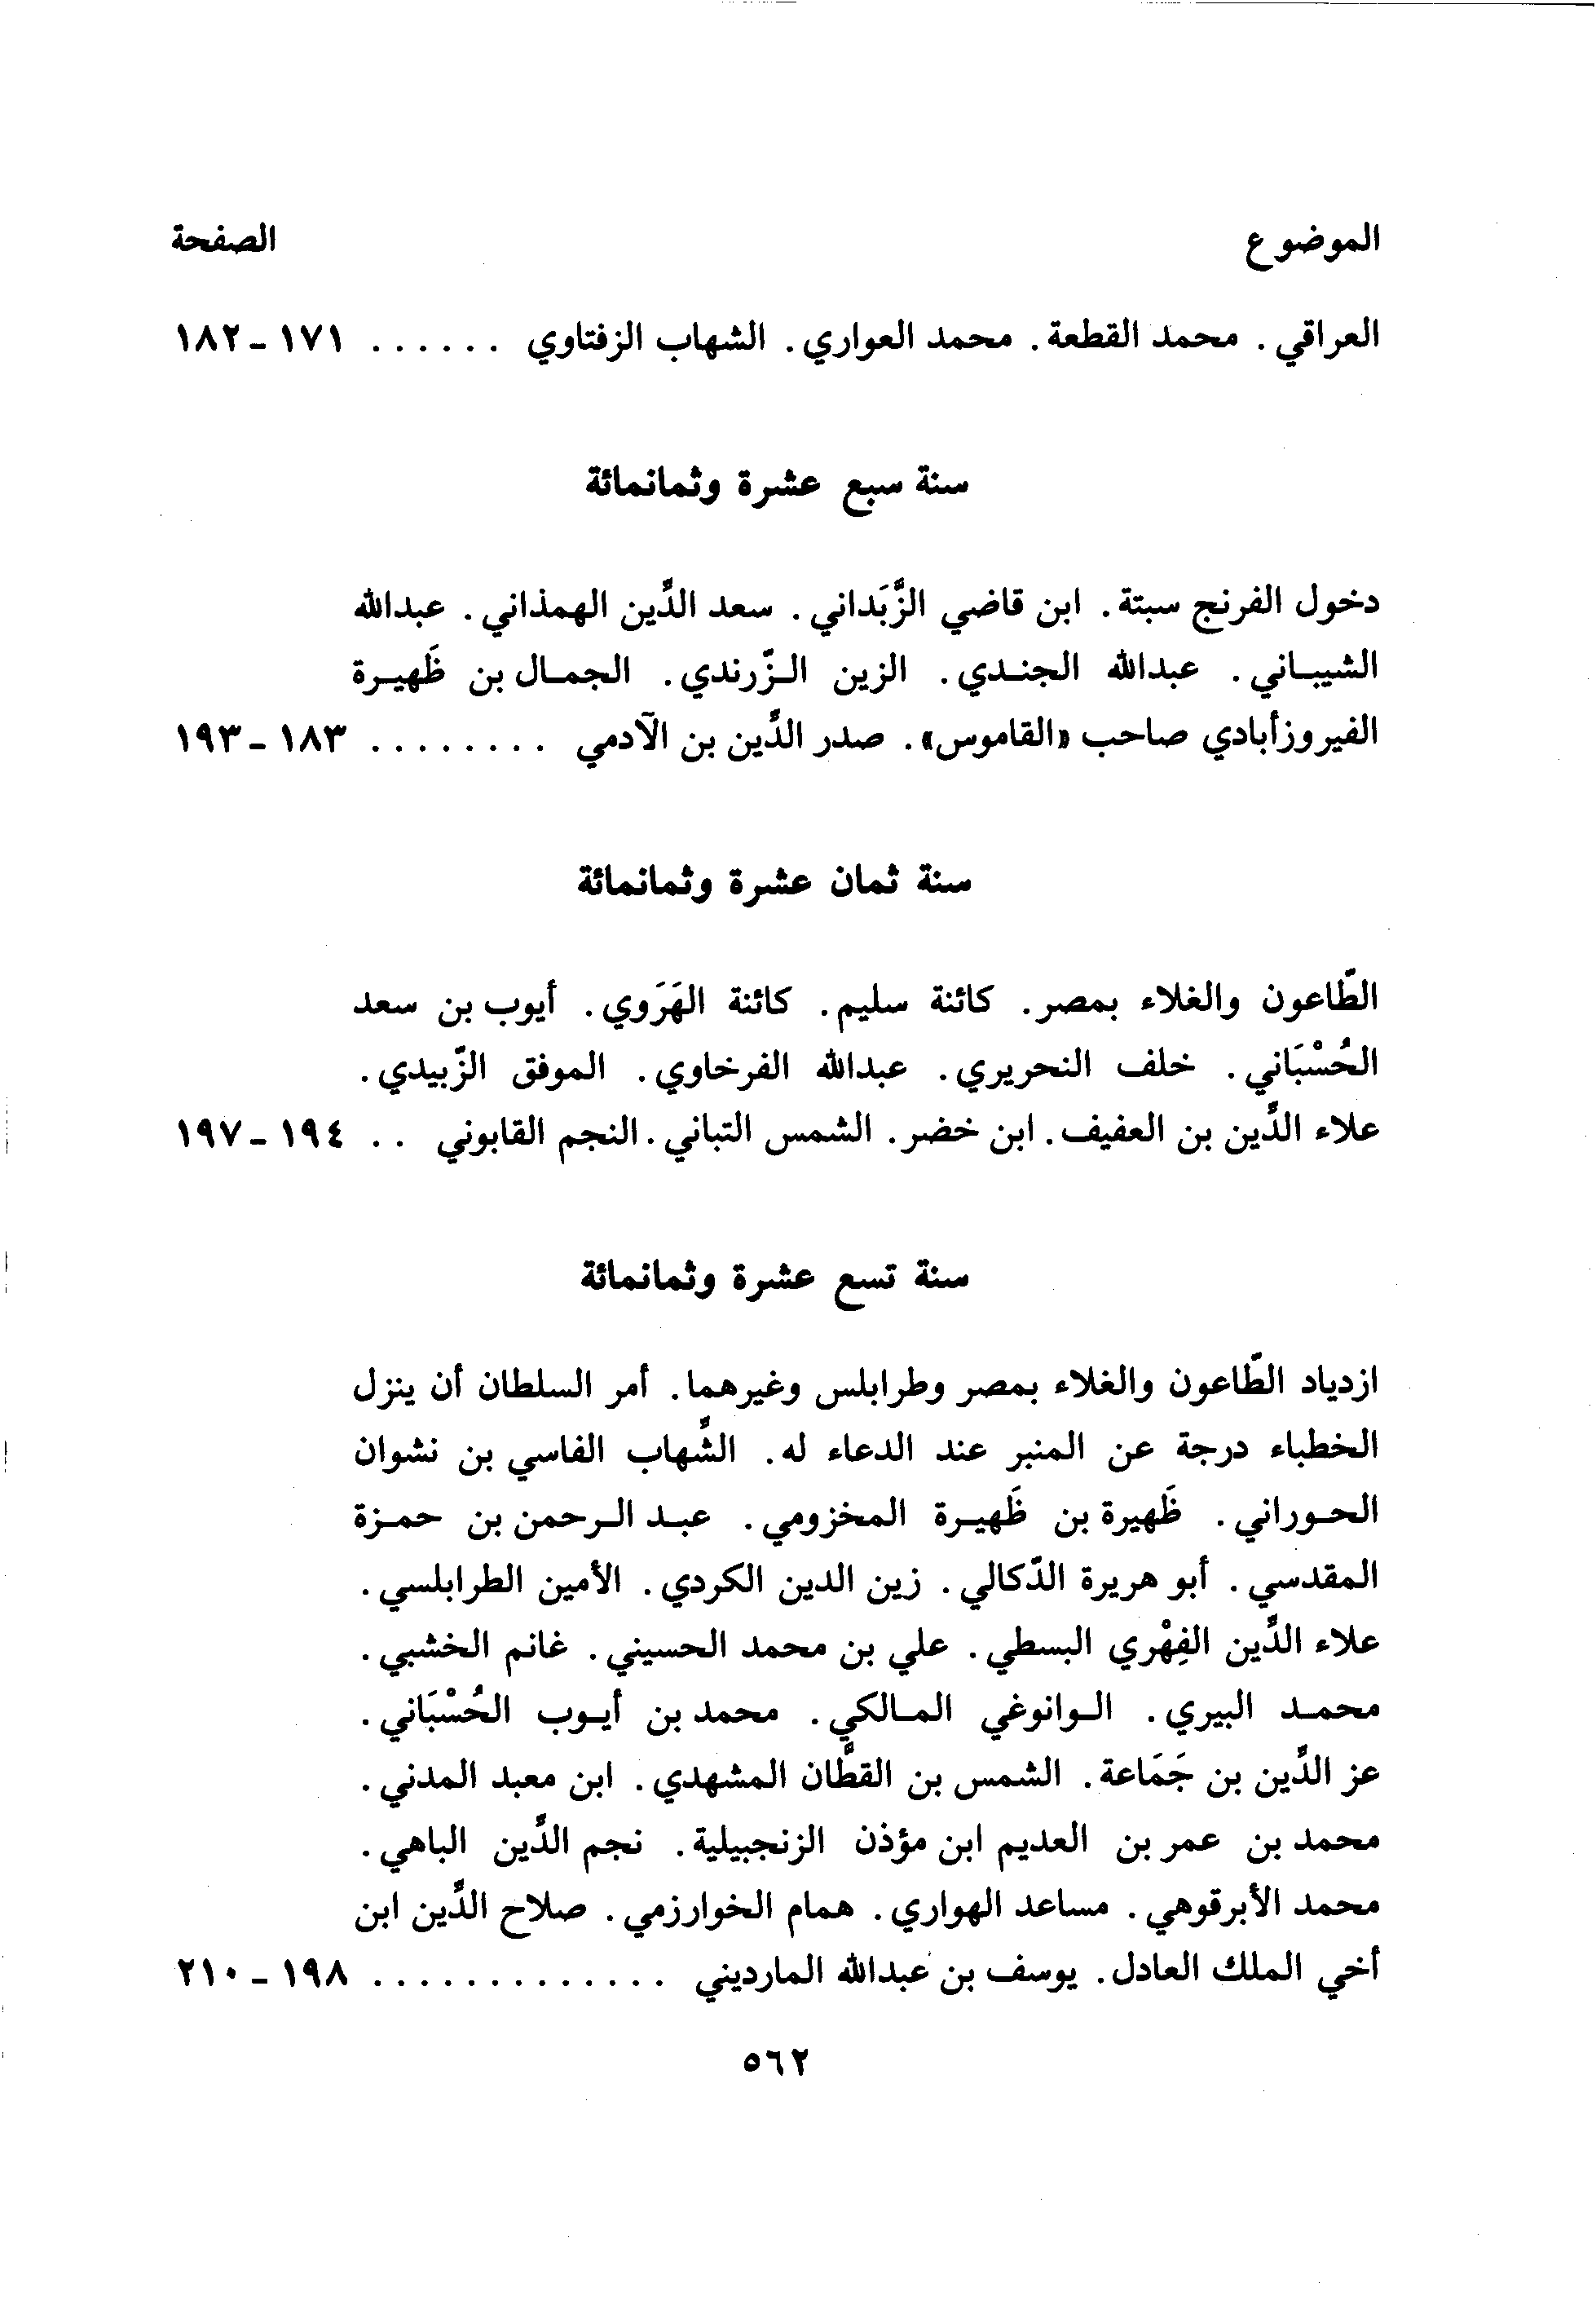 الموضوع الصفحة
العراقي . محمد القطعة . محمد العواري . الشهاب الزفتاوي . . . . . . ١٧١ - ١٨٢
سنة سبع عشرة وثمانمائة
دخول الفرنج سبتة . ابن قاضي الزَّبَداني . سعد الدِّين الهمذاني . عبدالله
الشيباني . عبدالله الجندي . الزين الزّرندي . الجمال بن ظَهيرة
الفيروزأبادي صاحب «القاموس» . صدر الدِّين بن الآدمي . . . . . . . . ١٨٣ - ١٩٣
سنة ثمان عشرة وثمانمائة
الطّاعون والغلاء بمصر . كائنة سليم . كائنة الهَرَوي . أيوب بن سعد
الحُسْبَاني . خلف النحريري . عبدالله الفرخاوي . الموفق الزّبيدي .
علاء الدِّين بن العفيف . ابن خضر . الشمس التباني . النجم القابوني . . ١٩٤ - ١٩٧
سنة تسع عشرة وثمانمائة
ازدياد الطّاعون والغلاء بمصر وطرابلس وغيرهما . أمر السلطان أن ينزل
الخطباء درجة عن المنبر عند الدعاء له . الشِّهاب الفاسي بن نشوان
الحوراني . ظَهيرة بن ظَهيرة المخزومي . عبد الرحمن بن حمزة
المقدسي . أبو هريرة الدّكالي . زين الدين الكردي . الأمين الطرابلسي .
علاء الدِّين الفِهْري البسطي . علي بن محمد الحسيني . غانم الخشبي .
محمد البيري . الوانوغي المالكي . محمد بن أيوب الحُسْبَاني .
عز الدِّين بن جَمَاعة . الشمس بن القطَّان المشهدي . ابن معبد المدني .
محمد بن عمر بن العديم ابن مؤذن الزنجبيلية . نجم الدِّين الباهي .
محمد الأبرقوهي . مساعد الهواري . همام الخوارزمي . صلاح الدِّين ابن
أخي الملك العادل . يوسف بن عبدالله المارديني . . . . . . . . . . . . . ١٩٨ - ٢١٠
٥٦٢